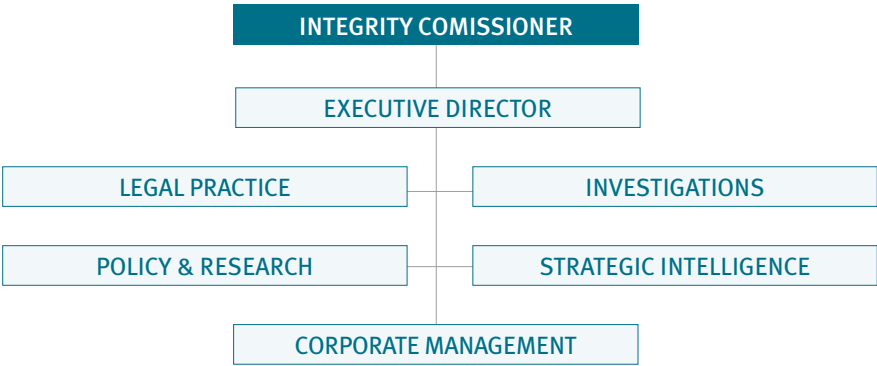 INTEGRITY COMISSIONER
EXECUTIVE DIRECTOR
LEGAL PRACTICE
INVESTIGATIONS
POLICY & RESEARCH
STRATEGIC INTELLIGENCE
CORPORATE MANAGEMENT